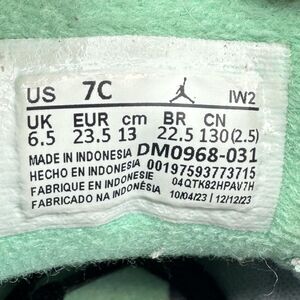 US 7C IW2
UK EUR cm BR CN
6.5 23.5 13 22.5 130(2.5)
MADE IN INDONESIA DM0968-031
HECHO EN INDONESIA 00197593773715
FABRIQUE EN INDONESIE 04QTK82HPAV7H
FABRICADO NA INDONÉSIA 10/04/23 12/12/23